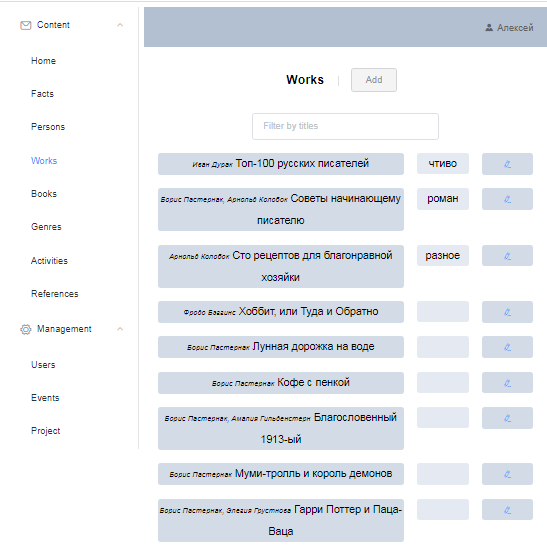 Content
Home
Facts
Persons
Works
Books
Genres
Activities
References
Management
Users
Events
Project
Алексей
Works | Add
Filter by titles
Иван Дурак Топ-100 русских писателей чтиво
Борис Пастернак, Арнольд Колобок Советы начинающему роман
писателю
Арнольд Колобок Сто рецептов для благонравной разное
хозяйки
Фродо Бэггинс Хоббит, или Туда и Обратно
Борис Пастернак Лунная дорожка на воде
Борис Пастернак Кофе с пенкой
Борис Пастернак, Амалия Гильденстерн Благословенный
1913-ый
Борис Пастернак Муми-тролль и король демонов
Борис Пастернак, Элегия Грустнова Гарри Поттер и Паца-
Ваца